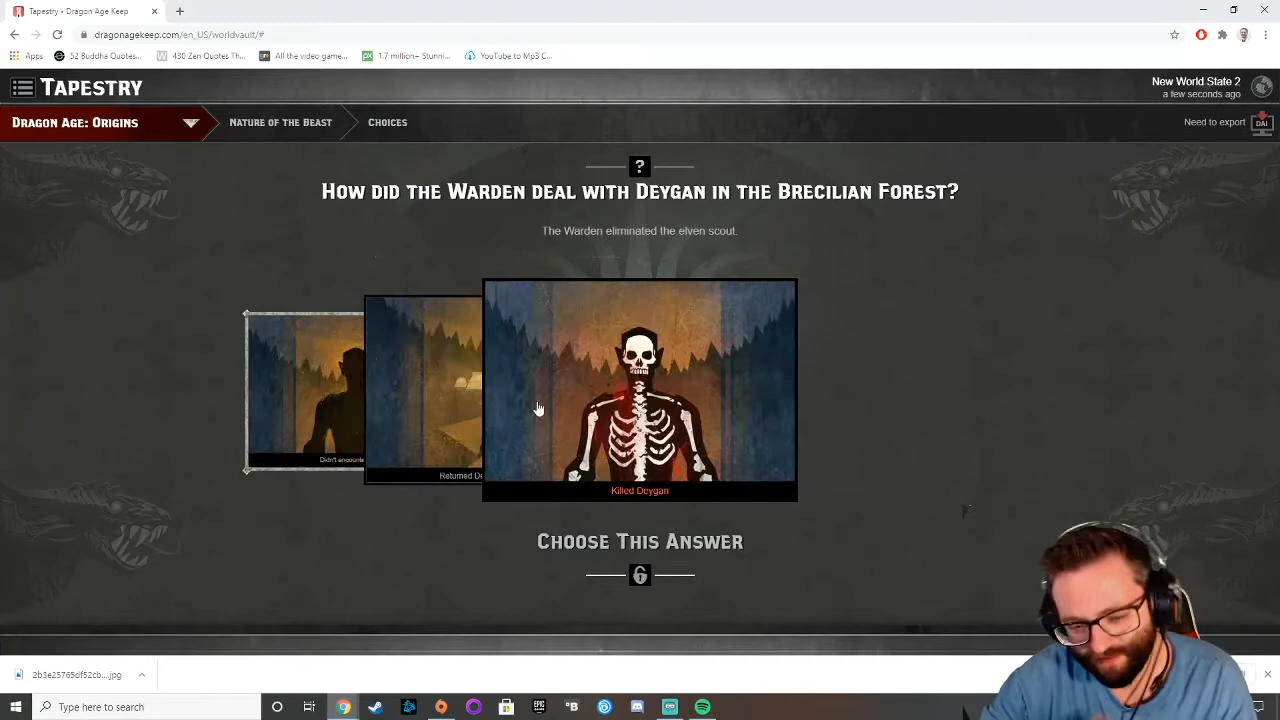 Tapestry • Dragon Age Keep
dragonagekeep.com/en_US/worldvault/#
Apps
52 Buddha Quotes...
430 Zen Quotes Th...
All the video game...
1.7 million+ Stunni...
YouTube to Mp3 C...
TAPESTRY
New World State 2
a few seconds ago
DRAGON AGE: ORIGINS
NATURE OF THE BEAST
CHOICES
Need to export
DAI
?
HOW DID THE WARDEN DEAL WITH DEYGAN IN THE BRECILIAN FOREST?
The Warden eliminated the elven scout.
Didn't encounte
Returned De
Killed Deygan
CHOOSE THIS ANSWER
2b3e25765df52cb....jpg
Type here to search